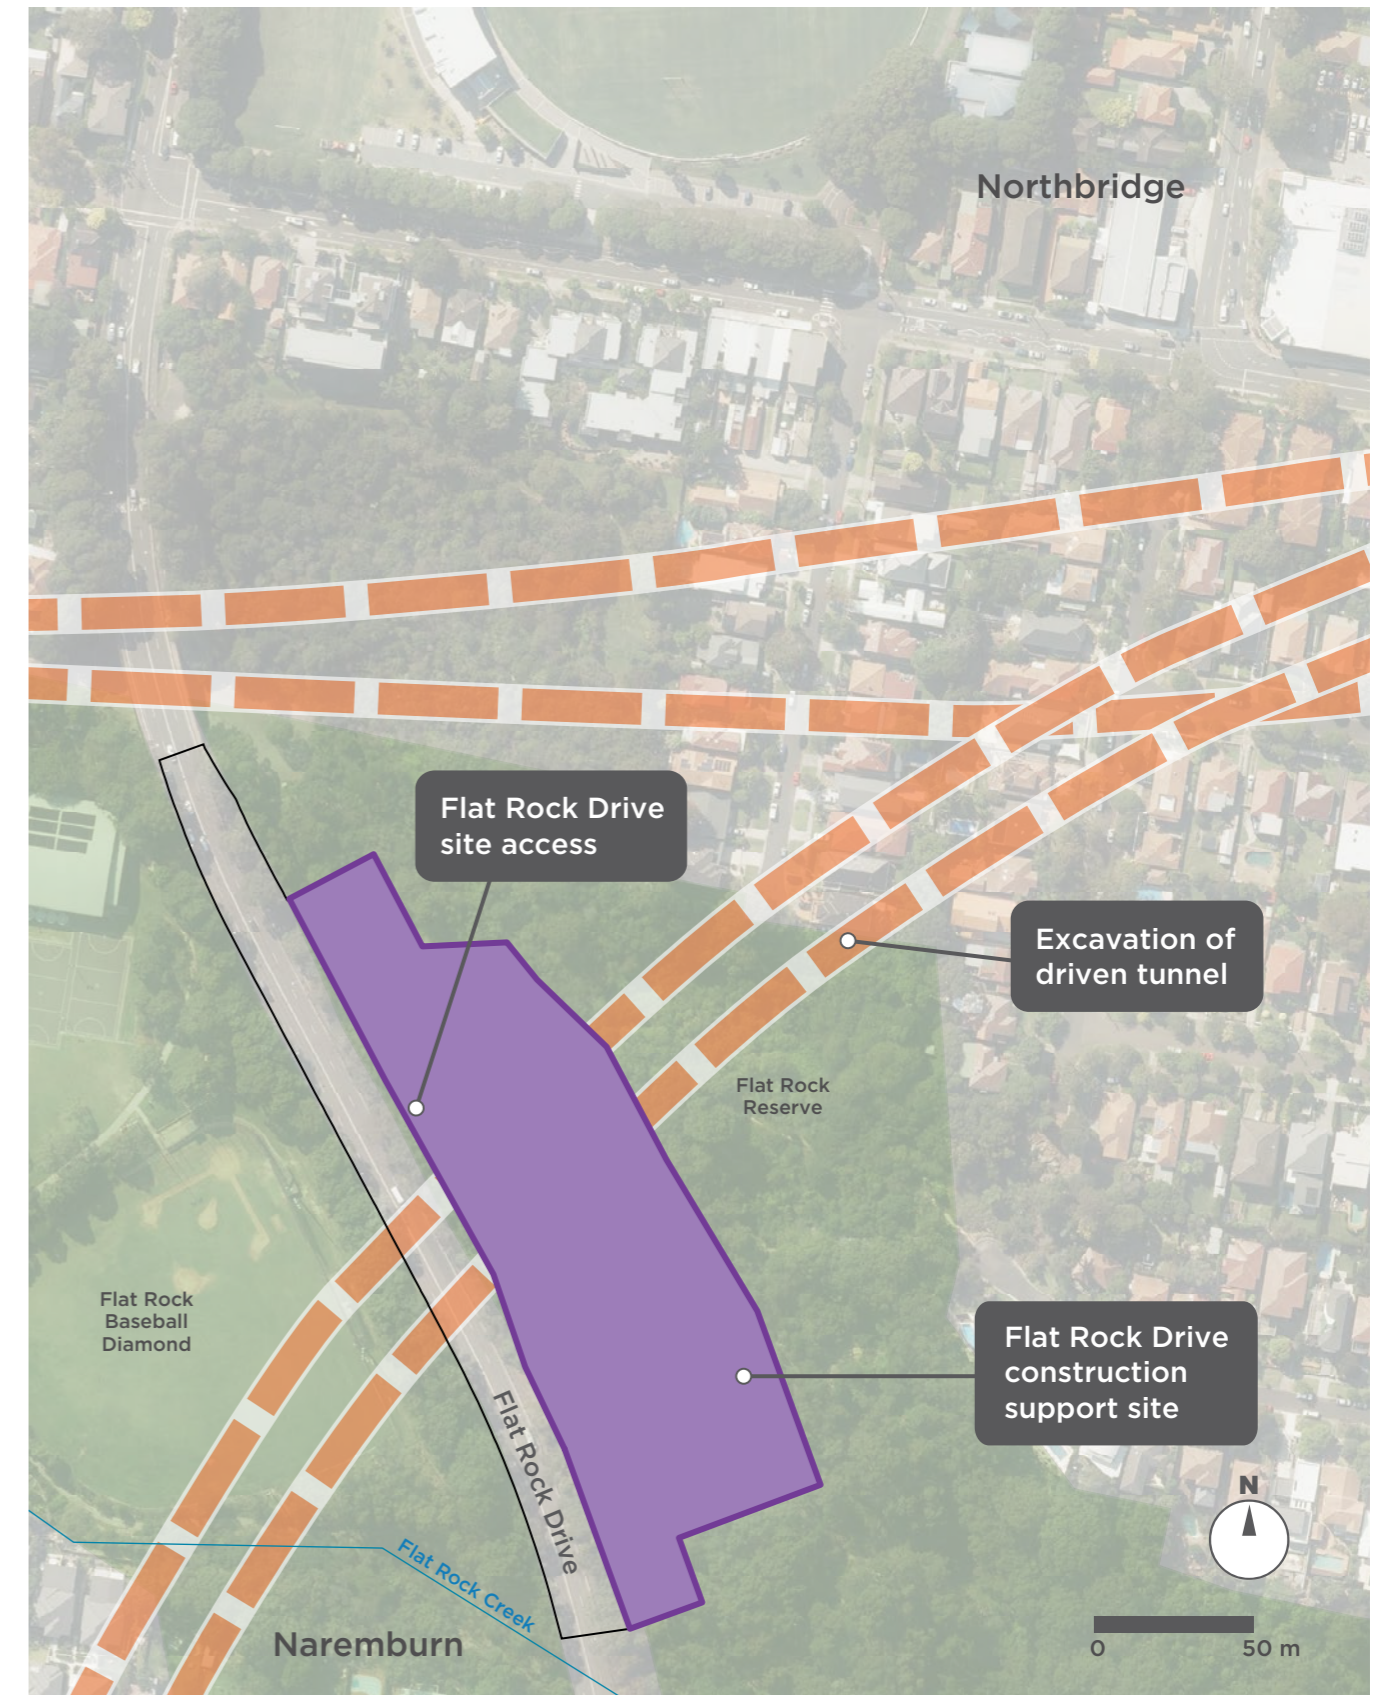 Northbridge
Flat Rock Drive
site access
Excavation of
driven tunnel
Flat Rock
Reserve
Flat Rock
Baseball
Diamond
Flat Rock Drive
construction
support site
Flat Rock Drive
Flat Rock Creek
Naremburn
N
0
50 m